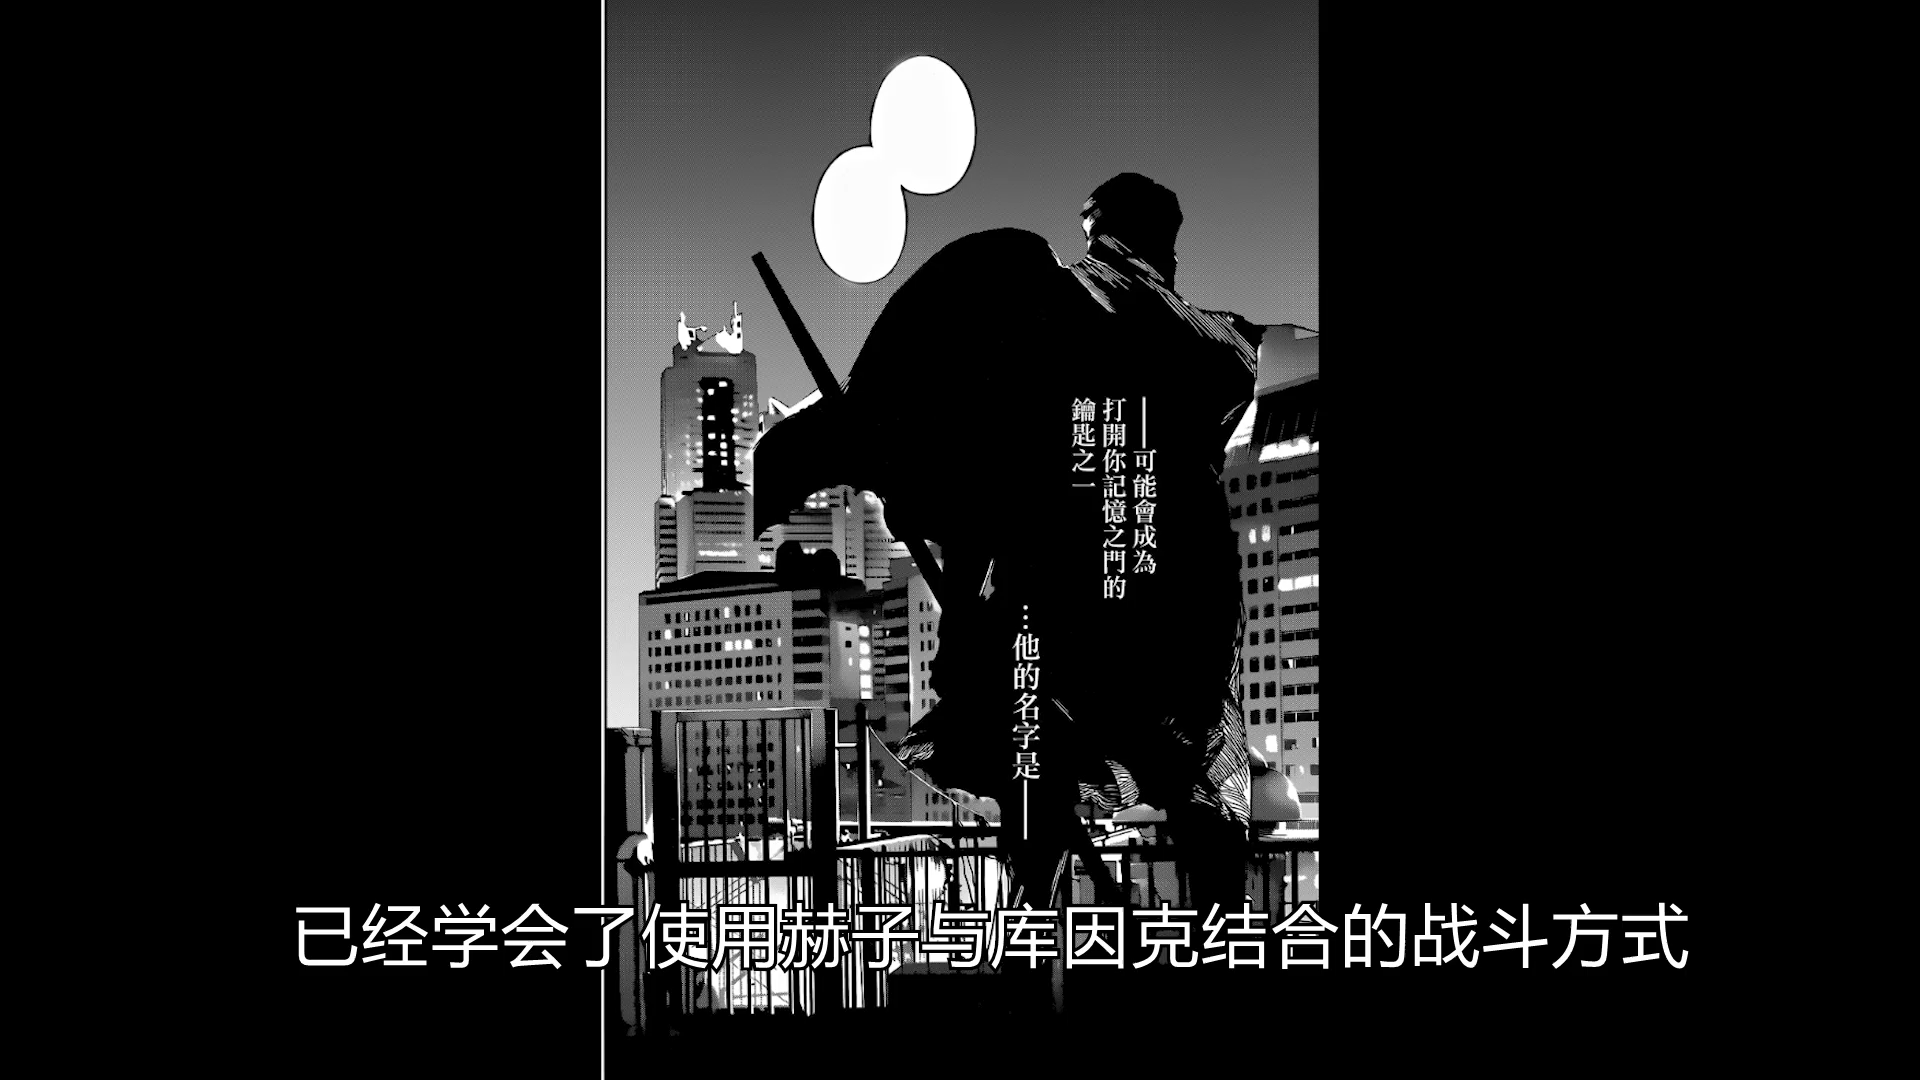 ——可能會成為
打開你記憶之門的
鑰匙之一
…他的名字是——
已经学会了使用赫子与库因克结合的战斗方式